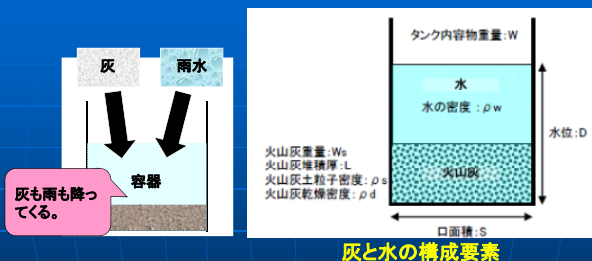 灰
雨水
容器
灰も雨も降っ
てくる。
タンク内容物重量:W
水
水の密度:ρw
水位:D
火山灰重量:Ws
火山灰堆積厚:L
火山灰土粒子密度:ρs
火山灰乾燥密度:ρd
火山灰
口面積:S
灰と水の構成要素